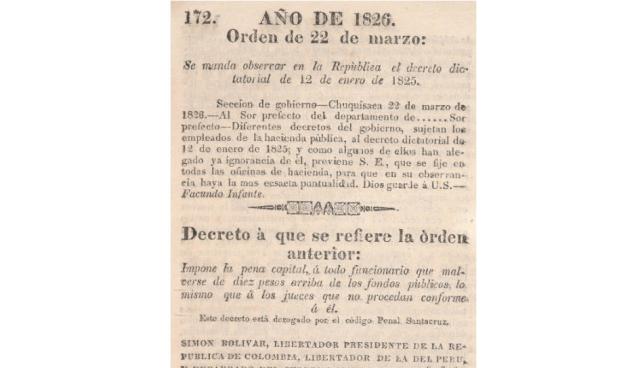 172. AÑO DE 1826.
Orden de 22 de marzo:
Se manda observar en la República el decreto dic-
tatorial de 12 de enero de 1825.
Seccion de gobierno—Chuquisaca 22 de marzo de
1826.—Al Sor prefecto del departamento de......Sor
prefecto—Diferentes decretos del gobierno, sujetan los
empleados de la hacienda pública, al decreto dictatorial de
12 de enero de 1825; y como algunos de ellos han ale-
gado ya ignorancia de él, previene S. E., que se fije en
todas las oficinas de hacienda, para que en su observan-
cia haya la mas ecsacta puntualidad. Dios guarde á U.S.—
Facundo Infante.
Decreto à que se refiere la òrden
anterior:
Impone la pena capital, á todo funcionario que mal-
verse de diez pesos arriba de los fondos públicos, lo
mismo que á los jueces que no procedan conforme
á él.
Este decreto está derogado por el código Penal Santacruz.
SIMON BOLIVAR, LIBERTADOR PRESIDENTE DE LA RE-
PUBLICA DE COLOMBIA, LIBERTADOR DE LA DEL PERU,